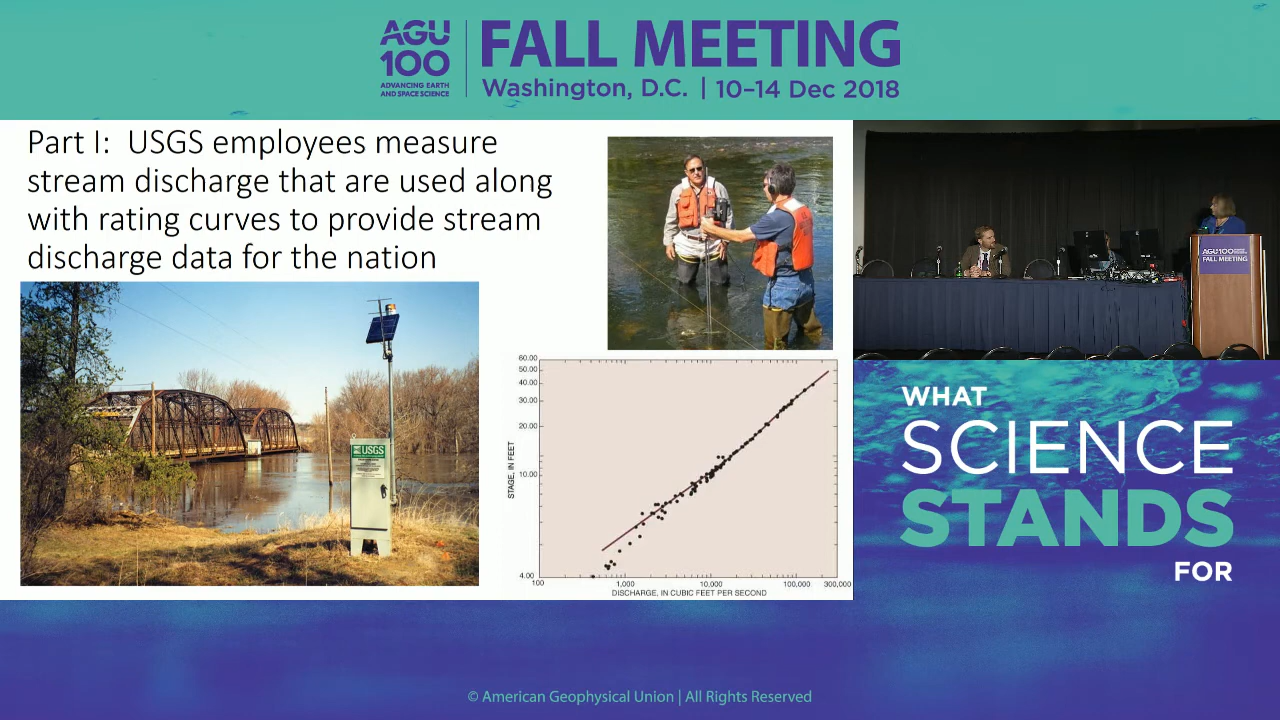 AGU
100
ADVANCING EARTH
AND SPACE SCIENCE
FALL MEETING
Washington, D.C. | 10–14 Dec 2018
Part I:  USGS employees measure
stream discharge that are used along
with rating curves to provide stream
discharge data for the nation
USGS
60.00
50.00
40.00
30.00
20.00
10.00
4.00
STAGE, IN FEET
100
1,000
10,000
100,000
300,000
DISCHARGE, IN CUBIC FEET PER SECOND
AGU100
FALL MEETING
WHAT
SCIENCE
STANDS
FOR
© American Geophysical Union | All Rights Reserved